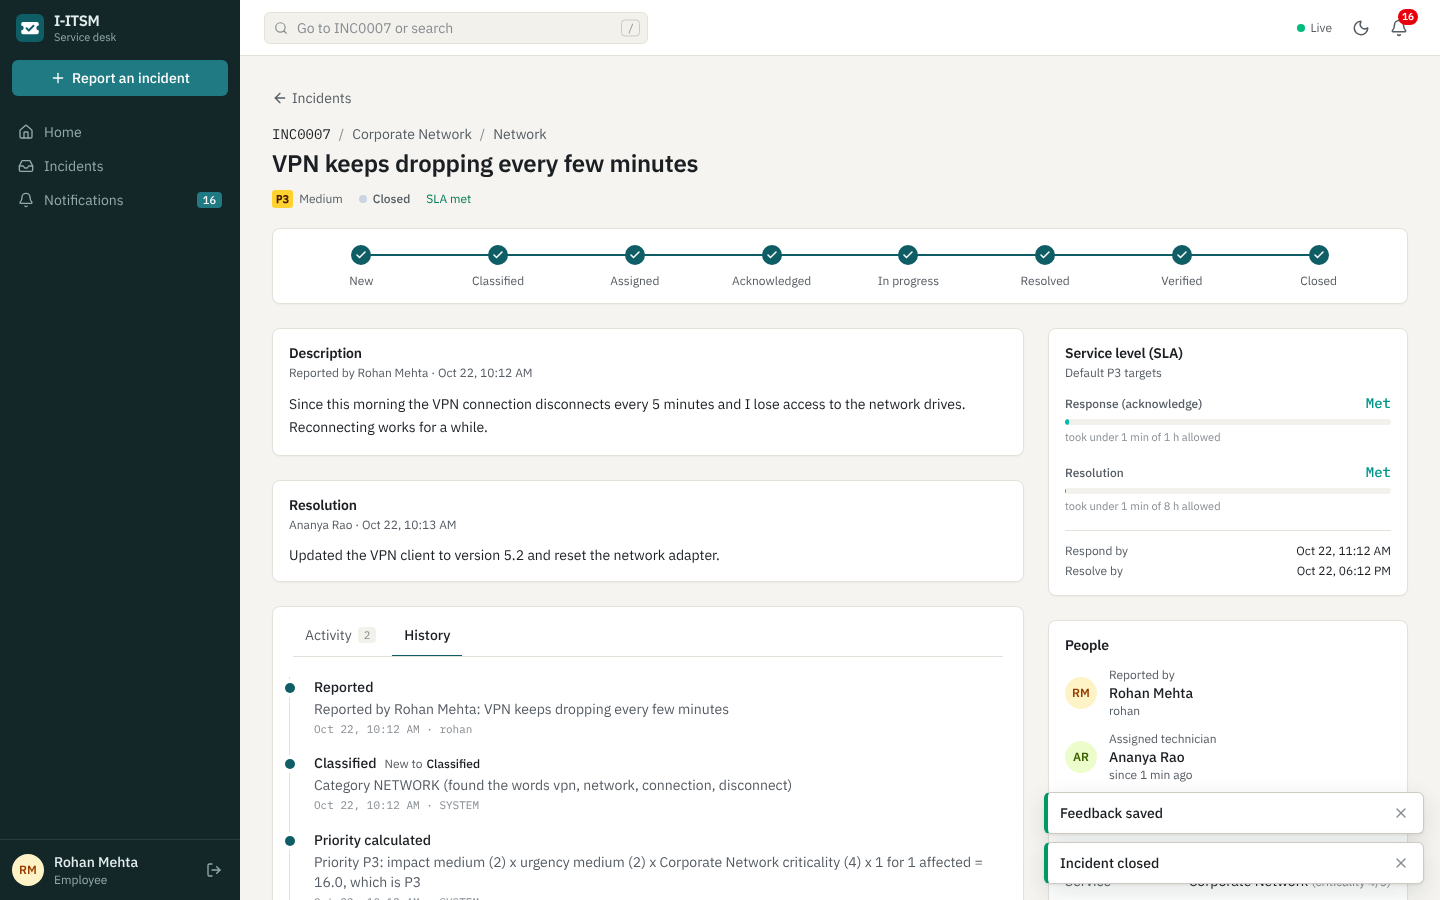 I-ITSM
Service desk
Report an incident
Home
Incidents
Notifications 16
Rohan Mehta
Employee
RM
Go to INC0007 or search /
Live
16
Incidents
INC0007 / Corporate Network / Network
VPN keeps dropping every few minutes
P3 Medium Closed SLA met
New Classified Assigned Acknowledged In progress Resolved Verified Closed
Description
Reported by Rohan Mehta · Oct 22, 10:12 AM
Since this morning the VPN connection disconnects every 5 minutes and I lose access to the network drives.
Reconnecting works for a while.
Resolution
Ananya Rao · Oct 22, 10:13 AM
Updated the VPN client to version 5.2 and reset the network adapter.
Activity 2 History
Reported
Reported by Rohan Mehta: VPN keeps dropping every few minutes
Oct 22, 10:12 AM · rohan
Classified New to Classified
Category NETWORK (found the words vpn, network, connection, disconnect)
Oct 22, 10:12 AM · SYSTEM
Priority calculated
Priority P3: impact medium (2) x urgency medium (2) x Corporate Network criticality (4) x 1 for 1 affected =
16.0, which is P3
Service level (SLA)
Default P3 targets
Response (acknowledge) Met
took under 1 min of 1 h allowed
Resolution Met
took under 1 min of 8 h allowed
Respond by Oct 22, 11:12 AM
Resolve by Oct 22, 06:12 PM
People
RM
Reported by
Rohan Mehta
rohan
AR
Assigned technician
Ananya Rao
since 1 min ago
Feedback saved
Incident closed